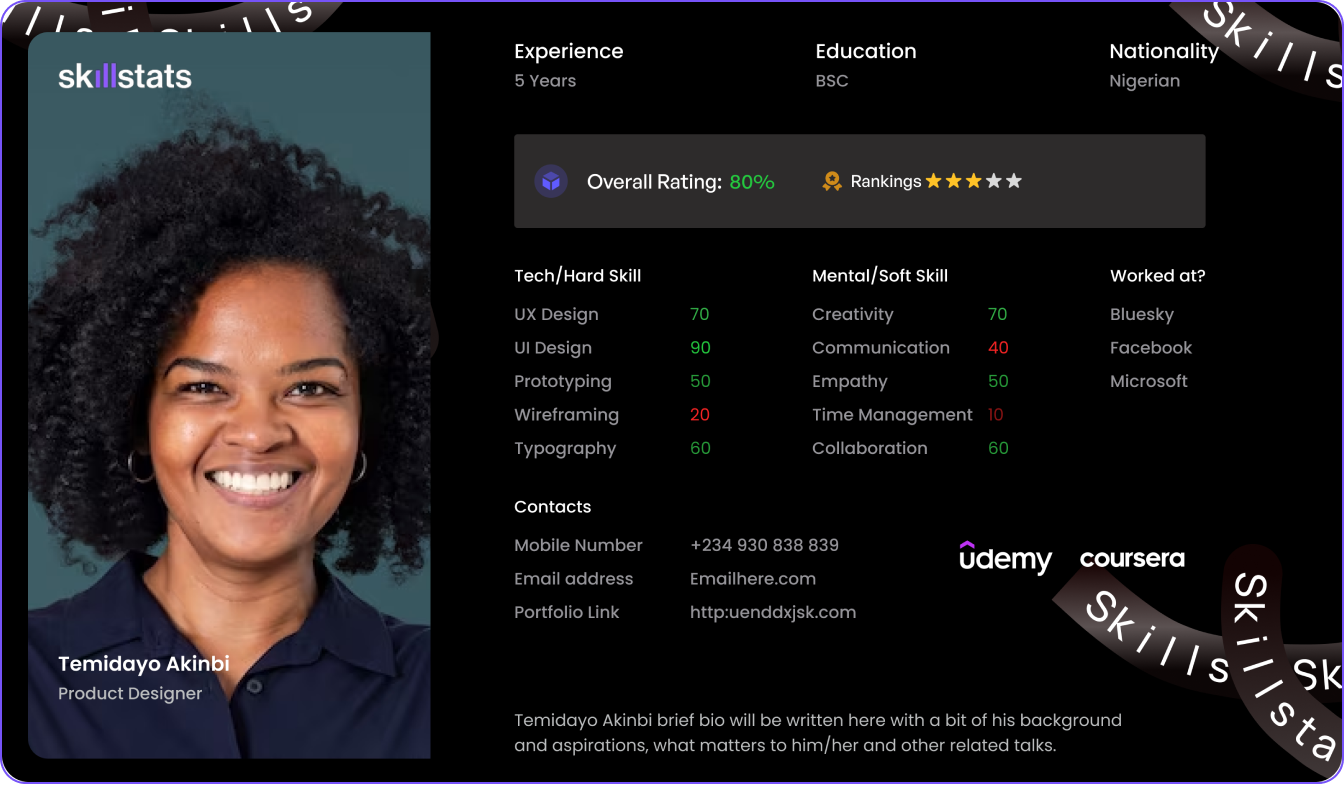 skillstats
Temidayo Akinbi
Product Designer
Experience
5 Years
Education
BSC
Nationality
Nigerian
Overall Rating: 80%
Rankings
Tech/Hard Skill
UX Design 70
UI Design 90
Prototyping 50
Wireframing 20
Typography 60
Mental/Soft Skill
Creativity 70
Communication 40
Empathy 50
Time Management 10
Collaboration 60
Worked at?
Bluesky
Facebook
Microsoft
Contacts
Mobile Number +234 930 838 839
Email address Emailhere.com
Portfolio Link http:uenddxjsk.com
udemy coursera
Temidayo Akinbi brief bio will be written here with a bit of his background
and aspirations, what matters to him/her and other related talks.
Skills
Skills
Skillsta
Sk